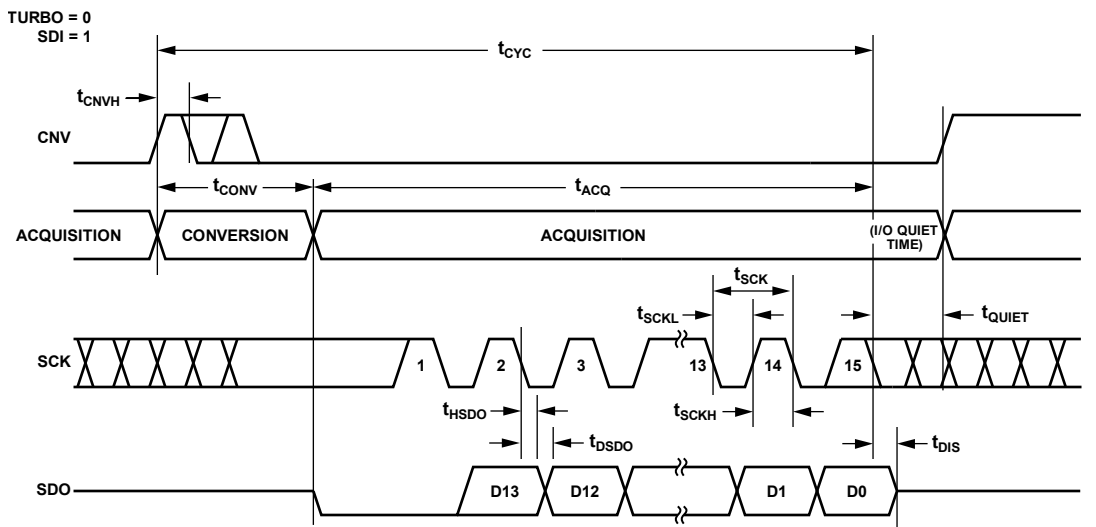 TURBO = 0
SDI = 1
tCYC
tCNVH
CNV
tCONV
tACQ
ACQUISITION
CONVERSION
ACQUISITION
(I/O QUIET
TIME)
tSCK
tSCKL
tQUIET
SCK
1
2
3
13
14
15
tHSDO
tSCKH
tDSDO
tDIS
SDO
D13
D12
D1
D0